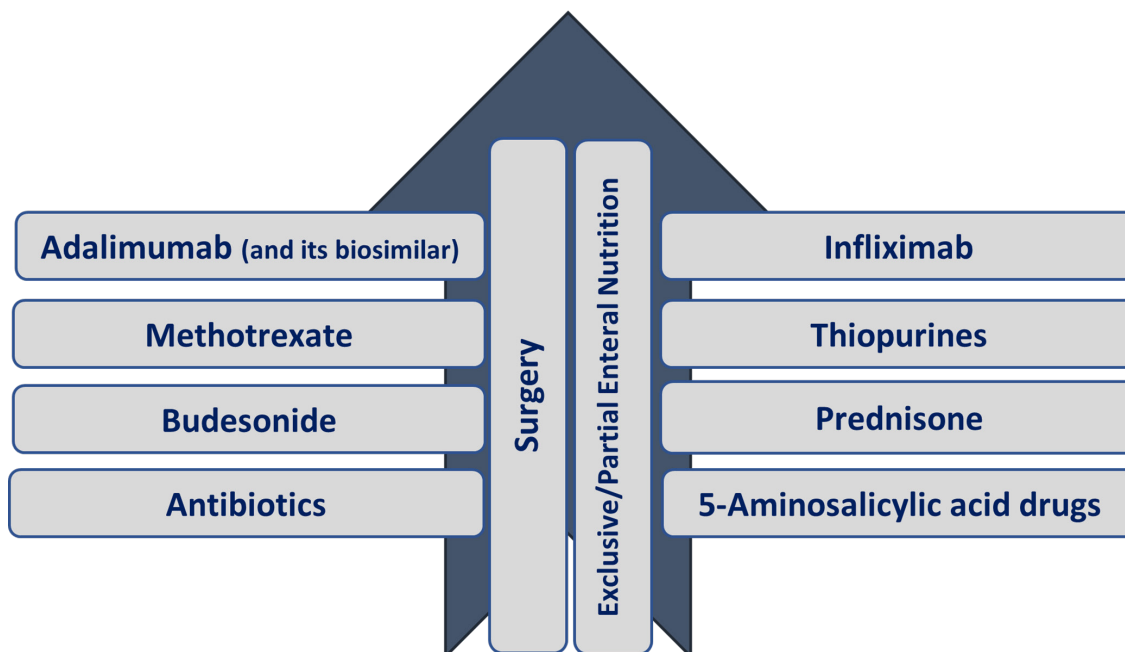 Adalimumab (and its biosimilar)
Methotrexate
Budesonide
Antibiotics
Surgery
Exclusive/Partial Enteral Nutrition
Infliximab
Thiopurines
Prednisone
5-Aminosalicylic acid drugs